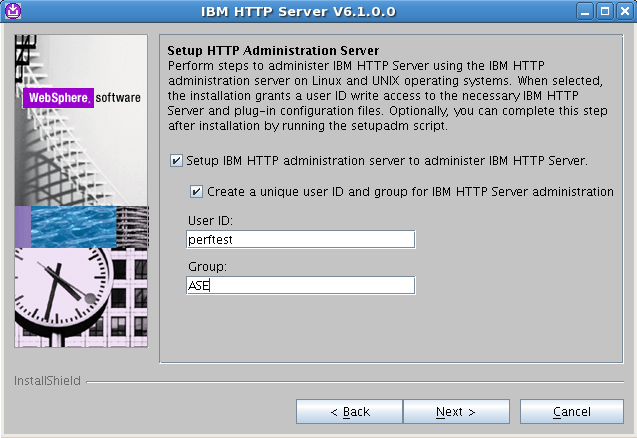 IBM HTTP Server V6.1.0.0
WebSphere. software
Setup HTTP Administration Server
Perform steps to administer IBM HTTP Server using the IBM HTTP
administration server on Linux and UNIX operating systems. When selected,
the installation grants a user ID write access to the necessary IBM HTTP
Server and plug-in configuration files. Optionally, you can complete this step
after installation by running the setupadm script.
Setup IBM HTTP administration server to administer IBM HTTP Server.
Create a unique user ID and group for IBM HTTP Server administration
User ID:
perftest
Group:
ASE
InstallShield
< Back
Next >
Cancel